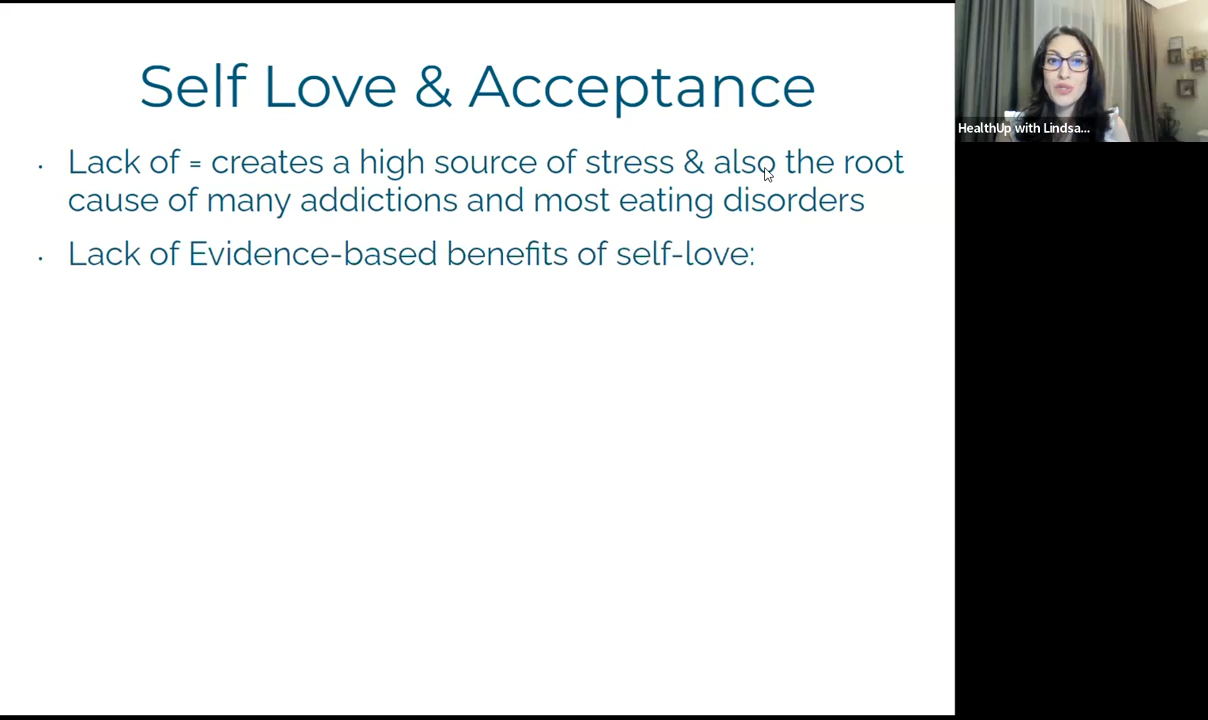 Self Love & Acceptance
· Lack of = creates a high source of stress & also the root
cause of many addictions and most eating disorders
· Lack of Evidence-based benefits of self-love:
HealthUp with Lindsa...